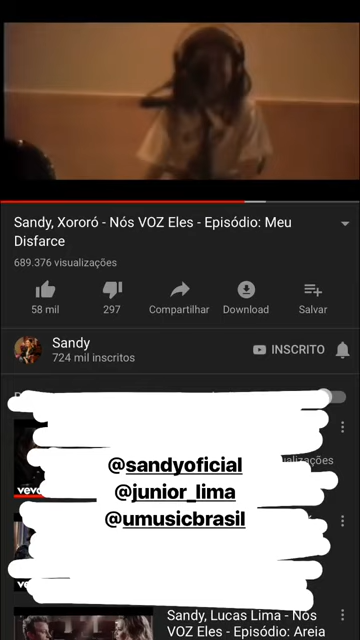 Sandy, Xororó - Nós VOZ Eles - Episódio: Meu
Disfarce
689.376 visualizações
58 mil
297
Compartilhar
Download
Salvar
Sandy
724 mil inscritos
INSCRITO
@sandyoficial
@junior_lima
@umusicbrasil
vevo
Sandy, Lucas Lima - Nós
VOZ Eles - Episódio: Areia